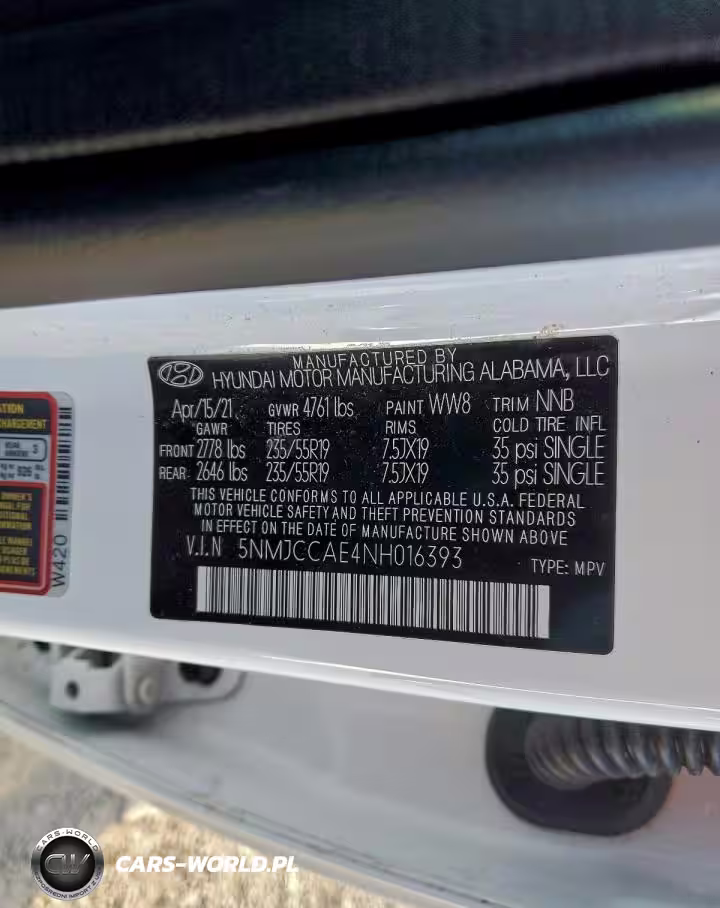 MANUFACTURED BY
HYUNDAI MOTOR MANUFACTURING ALABAMA, LLC
Apr/15/21 GVWR 4761 lbs PAINT WW8 TRIM NNB
GAWR TIRES RIMS COLD TIRE INFL
FRONT 2778 lbs 235/55R19 7.5JX19 35 psi SINGLE
REAR 2646 lbs 235/55R19 7.5JX19 35 psi SINGLE
THIS VEHICLE CONFORMS TO ALL APPLICABLE U.S.A. FEDERAL
MOTOR VEHICLE SAFETY AND THEFT PREVENTION STANDARDS
IN EFFECT ON THE DATE OF MANUFACTURE SHOWN ABOVE
V.I.N 5NMJCCAE4NH016393
TYPE: MPV
W420
CARS-WORLD
CW
CARS-WORLD.PL